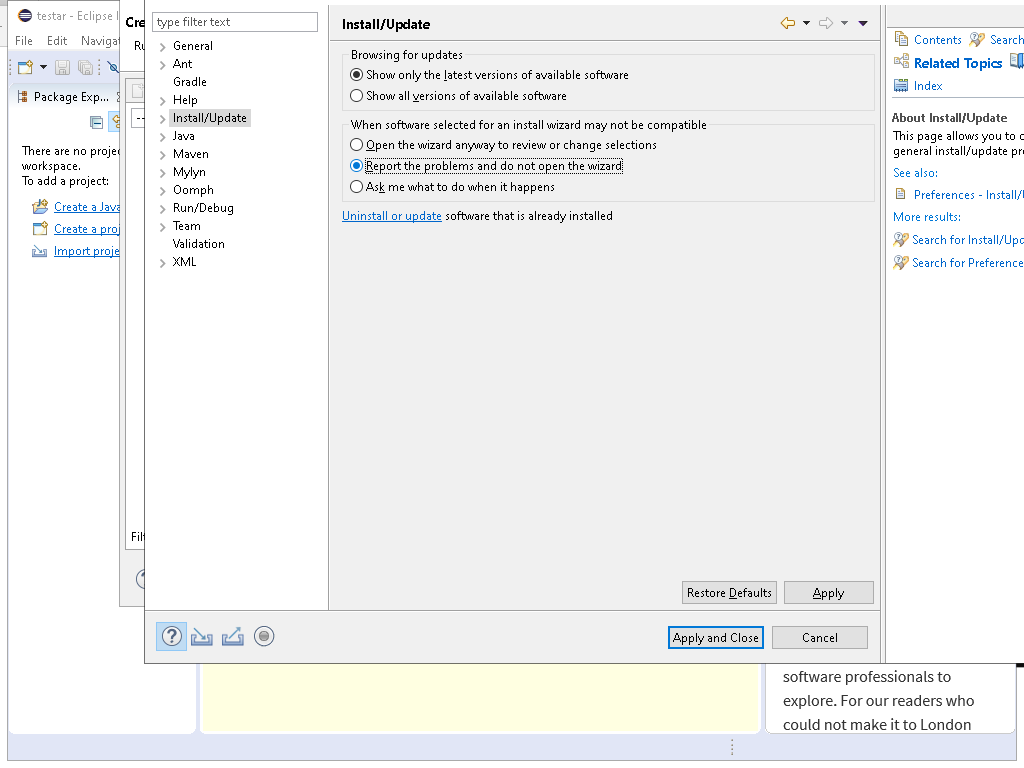 testar - Eclipse I
File Edit Navigat
Package Exp...
There are no projec
workspace.
To add a project:
Create a Java
Create a proj
Import proje
Cre
Ru
Filt
type filter text
General
Ant
Gradle
Help
Install/Update
Java
Maven
Mylyn
Oomph
Run/Debug
Team
Validation
XML
Install/Update
Browsing for updates
Show only the latest versions of available software
Show all versions of available software
When software selected for an install wizard may not be compatible
Open the wizard anyway to review or change selections
Report the problems and do not open the wizard
Ask me what to do when it happens
Uninstall or update software that is already installed
Restore Defaults Apply
Apply and Close Cancel
Contents Search
Related Topics
Index
About Install/Update
This page allows you to c
general install/update pr
See also:
Preferences - Install/U
More results:
Search for Install/Upd
Search for Preference
software professionals to
explore. For our readers who
could not make it to London